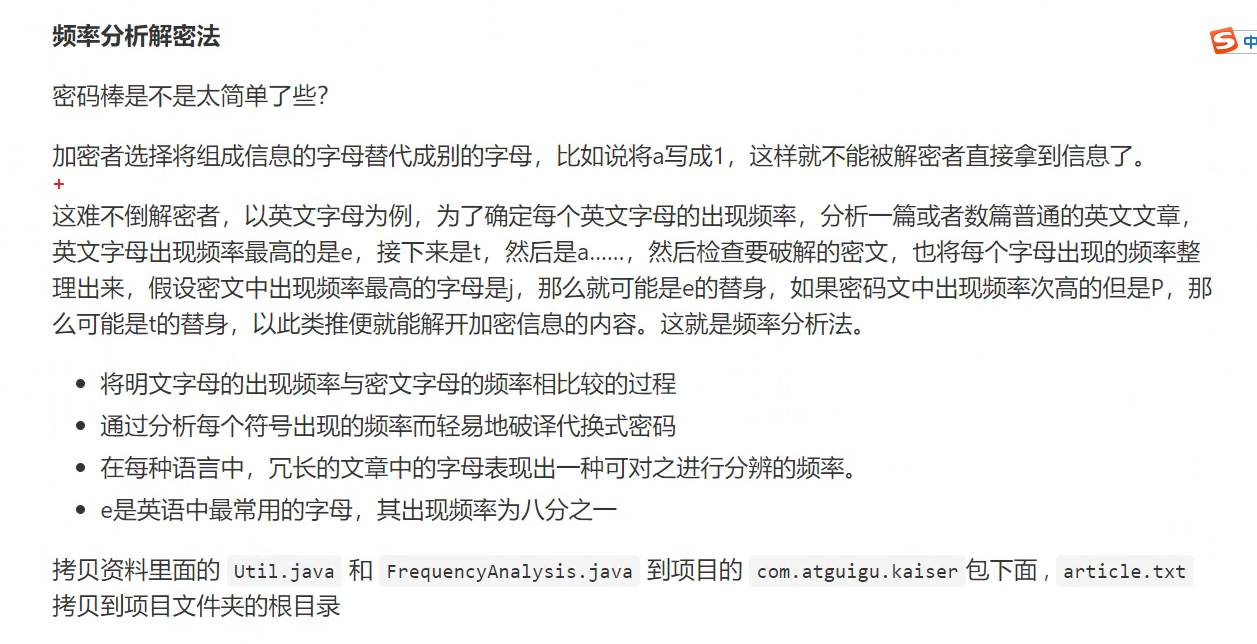 频率分析解密法
中
密码棒是不是太简单了些？
加密者选择将组成信息的字母替代成别的字母，比如说将a写成1，这样就不能被解密者直接拿到信息了。
这难不倒解密者，以英文字母为例，为了确定每个英文字母的出现频率，分析一篇或者数篇普通的英文文章，
英文字母出现频率最高的是e，接下来是t，然后是a……，然后检查要破解的密文，也将每个字母出现的频率整
理出来，假设密文中出现频率最高的字母是j，那么就可能是e的替身，如果密码文中出现频率次高的但是P，那
么可能是t的替身，以此类推便就能解开加密信息的内容。这就是频率分析法。
将明文字母的出现频率与密文字母的频率相比较的过程
通过分析每个符号出现的频率而轻易地破译代换式密码
在每种语言中，冗长的文章中的字母表现出一种可对之进行分辨的频率。
e是英语中最常用的字母，其出现频率为八分之一
拷贝资料里面的 Util.java 和 FrequencyAnalysis.java 到项目的 com.atguigu.kaiser 包下面 , article.txt
拷贝到项目文件夹的根目录